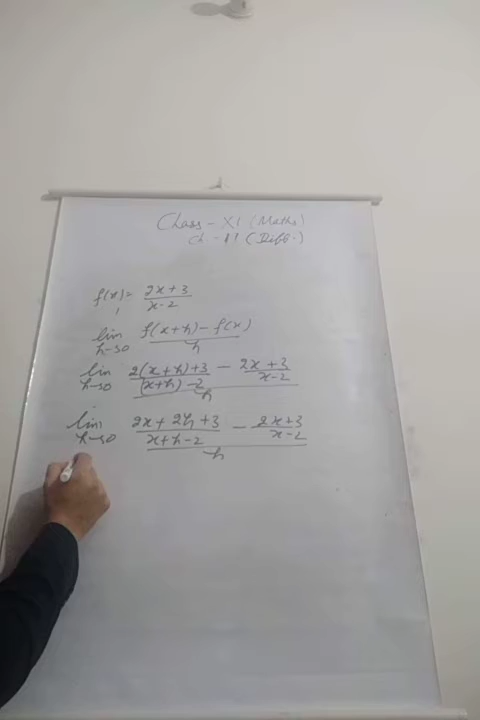 Class - XI (Maths)
Ch - 11 (Diff.)
f(x) = 2x+3 / x-2
lim h→0 f(x+h) - f(x) / h
lim h→0 2(x+h)+3 / (x+h)-2 - 2x+3 / x-2 / h
lim h→0 2x+2h+3 / x+h-2 - 2x+3 / x-2 / h